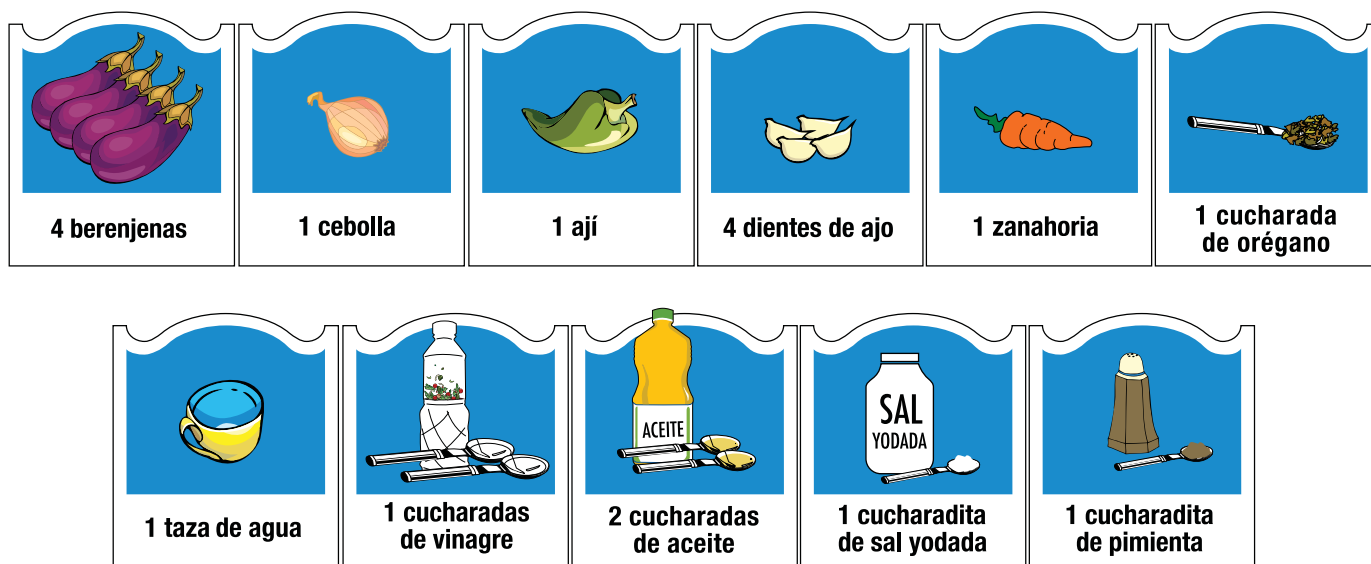 4 berenjenas
1 cebolla
1 ají
4 dientes de ajo
1 zanahoria
1 cucharada
de orégano
1 taza de agua
1 cucharadas
de vinagre
ACEITE
2 cucharadas
de aceite
SAL
YODADA
1 cucharadita
de sal yodada
1 cucharadita
de pimienta